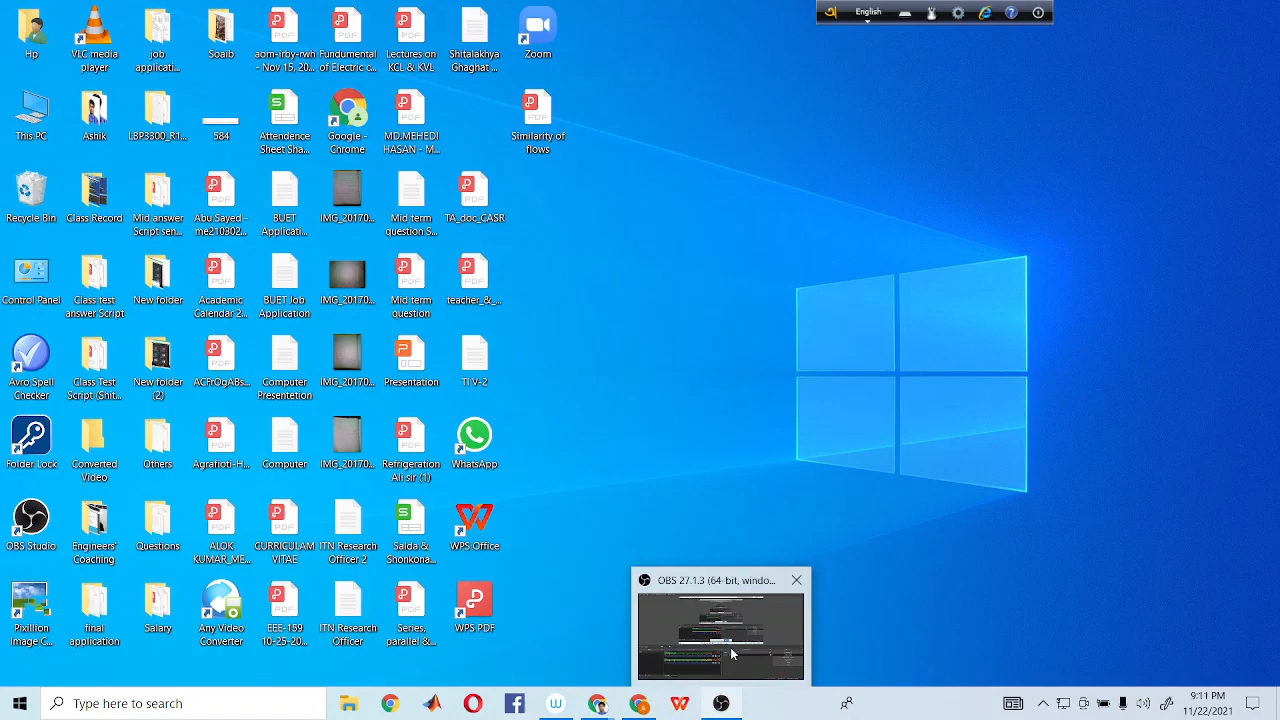 English
Hp
VLC media
player
job
applicati...
Soaib
aom-irby-rwh
- Nov 15, 20...
Fundamental
of Electric c...
Lectures on
KCL & KVL
Shitalakhya
Ghaghat ...
Zoom
This PC
Ashik
LBP3300_R1...
584
Attendence
Sheet Sha...
Google -
Chrome
MD.MEHEDI
HASAN - M...
Similarity of
flows
Recycle Bin
Class Record
Mid answer
Script sen...
Abu Sayed -
me210302...
BUET
Applicati...
IMG_20170...
Mid term
question S...
TA_doc_CASR
Control Panel
Class test
answer Script
New folder
Academic
Calendar 2...
BUET Job
Application
IMG_20170...
Mid term
question
teacher_&_...
Avro Spell
Checker
Class Test
Script (Shit...
New folder
(2)
ACFrOgABs...
Computer
Presentetion
IMG_20170...
Presentation
TI V-2
Folder Lock
Converted
Video
Others
Agrafioti-H...
Computer
IMG_20170...
Refrigeration
Ali sir (1)
WhatsApp
OBS Studio
Engineers'
Coaching
Questions
ALOK
KUMAR_ME...
CURRICULAM
VITAE
ITN Research
Officer 2
Saida &
Shonkona...
WPS Office
final
application
Salary
Any Video
Converter
EEE-159
10-25-20...
ITN Research
Officer
Series
parallel 3...
WPS PDF
OBS 27.1.3 (64-bit, windo...
Type here to search
11/22/2021